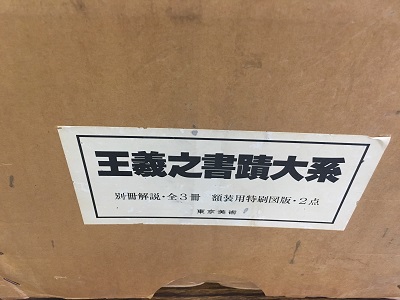 王羲之書蹟大系
別冊解説・全3冊 額装用特刷図版・2点
東京美術